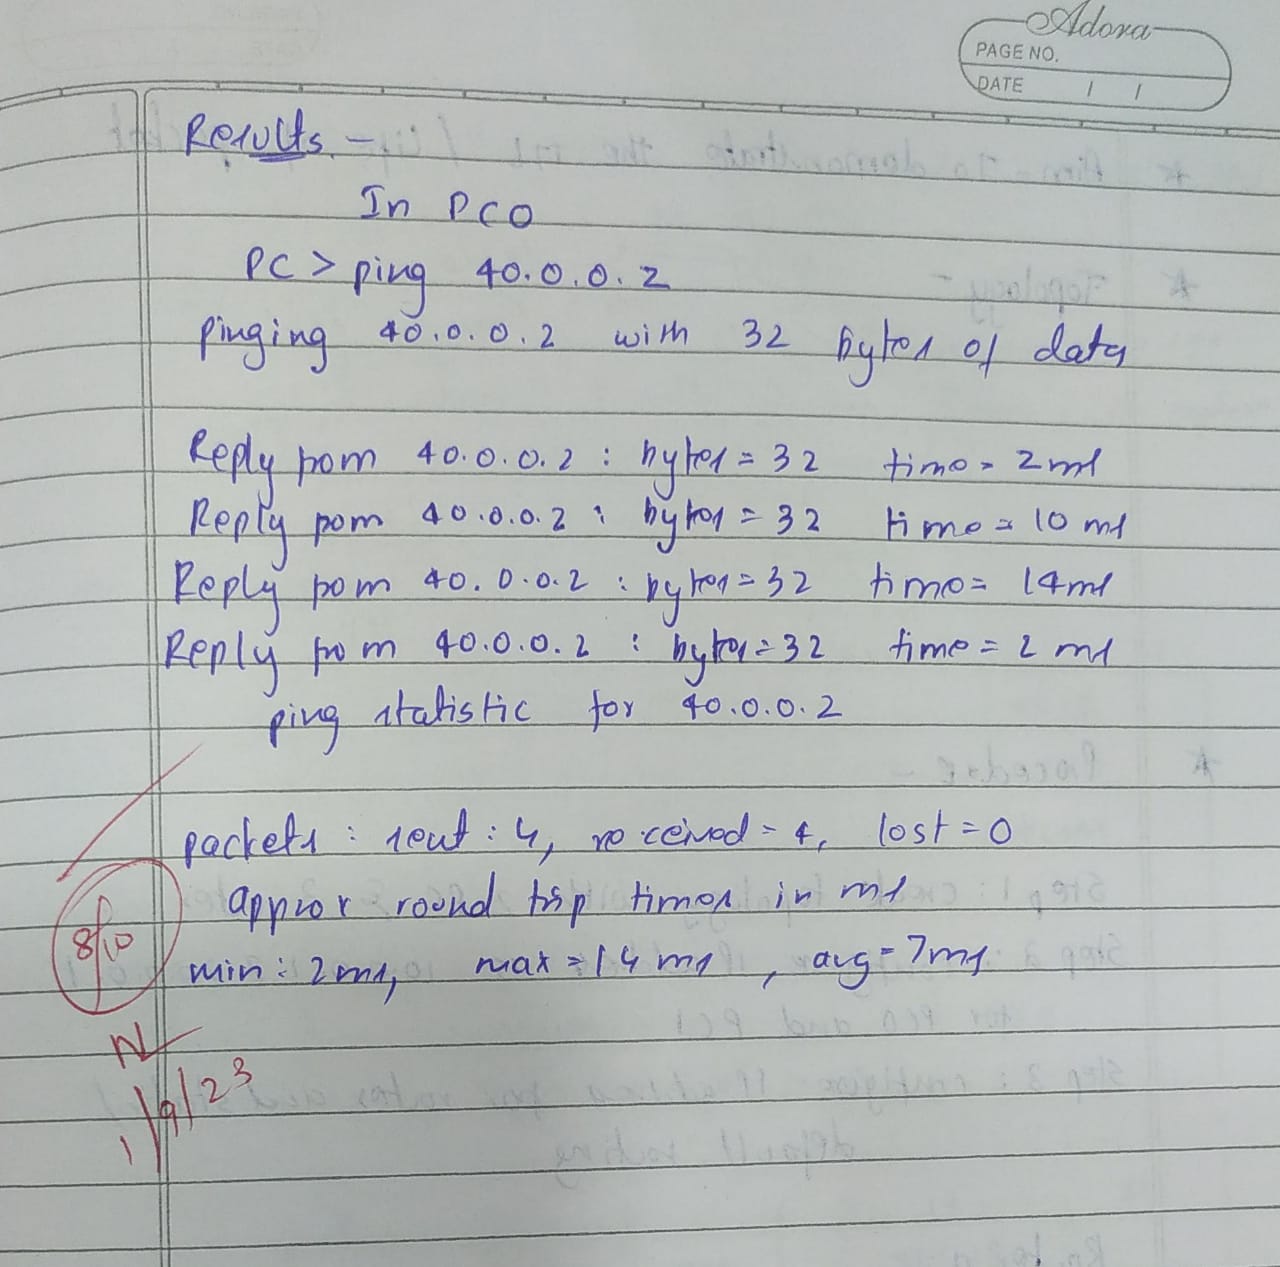 Adora
PAGE NO.
DATE / /
Results -
In PC0
PC > ping 40.0.0.2
pinging 40.0.0.2 with 32 bytes of data
Reply from 40.0.0.2 : bytes = 32 time = 2ms
Reply from 40.0.0.2 : bytes = 32 time = 10 ms
Reply from 40.0.0.2 : bytes = 32 time = 14ms
Reply from 40.0.0.2 : bytes = 32 time = 2 ms
ping statistic for 40.0.0.2
packets : sent : 4, received = 4, lost = 0
approx round trip times in ms
8/10
min : 2ms, max = 14 ms, avg = 7ms
1/9/23